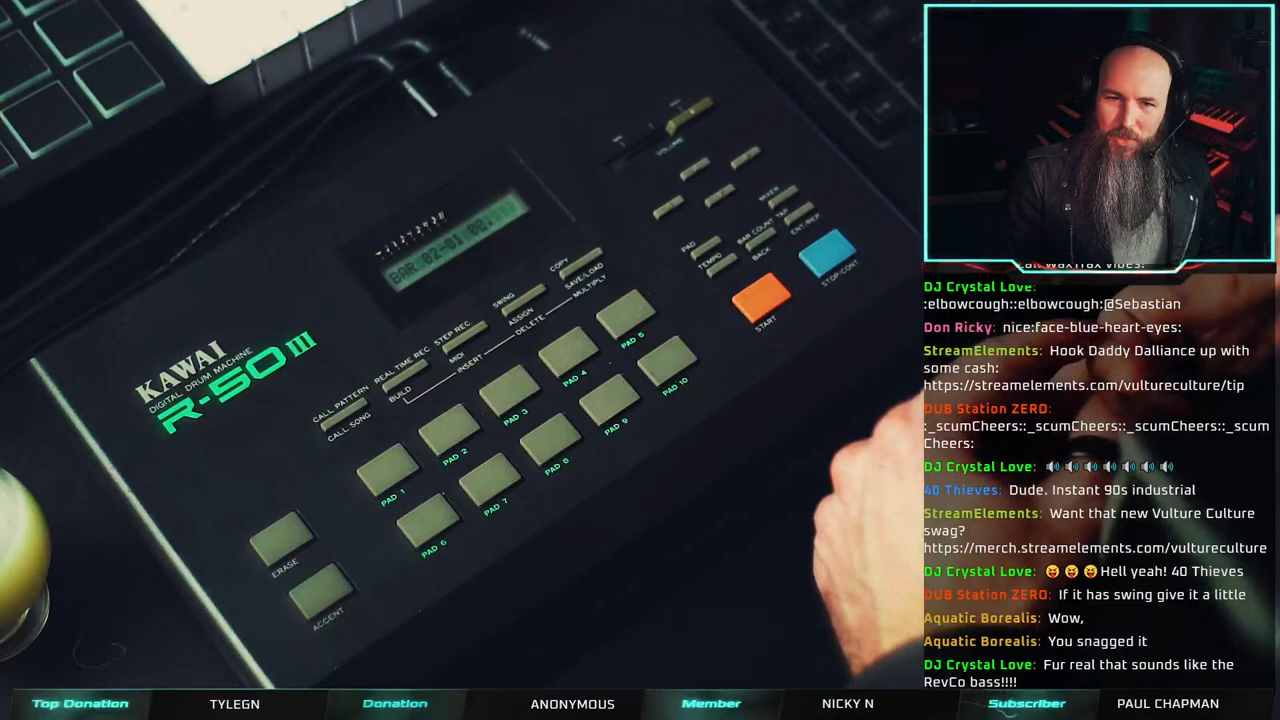 KAWAI
DIGITAL DRUM MACHINE
R-50III
BAR 02-01
VOLUME
MIXER
TAP
ENT/REP
BAR COUNT
BACK
PAD
TEMPO
STOP/CONT
START
COPY
SAVE/LOAD
MULTIPLY
SWING
ASSIGN
DELETE
STEP REC
MIDI
INSERT
REAL TIME REC
BUILD
CALL PATTERN
CALL SONG
PAD 1
PAD 2
PAD 3
PAD 4
PAD 5
PAD 6
PAD 7
PAD 8
PAD 9
PAD 10
ERASE
ACCENT
DJ Crystal Love:
:elbowcough::elbowcough:@Sebastian
Don Ricky: nice:face-blue-heart-eyes:
StreamElements: Hook Daddy Dalliance up with
some cash:
https://streamelements.com/vultureculture/tip
DUB Station ZERO:
:_scumCheers::_scumCheers::_scumCheers::_scum
Cheers:
DJ Crystal Love: 🔊 🔊 🔊 🔊 🔊 🔊 🔊
40 Thieves: Dude. Instant 90s industrial
StreamElements: Want that new Vulture Culture
swag?
https://merch.streamelements.com/vultureculture
DJ Crystal Love: 😝 😝 😝 Hell yeah! 40 Thieves
DUB Station ZERO: If it has swing give it a little
Aquatic Borealis: Wow,
Aquatic Borealis: You snagged it
DJ Crystal Love: Fur real that sounds like the
RevCo bass!!!!
Top Donation TYLEGN Donation ANONYMOUS Member NICKY N Subscriber PAUL CHAPMAN